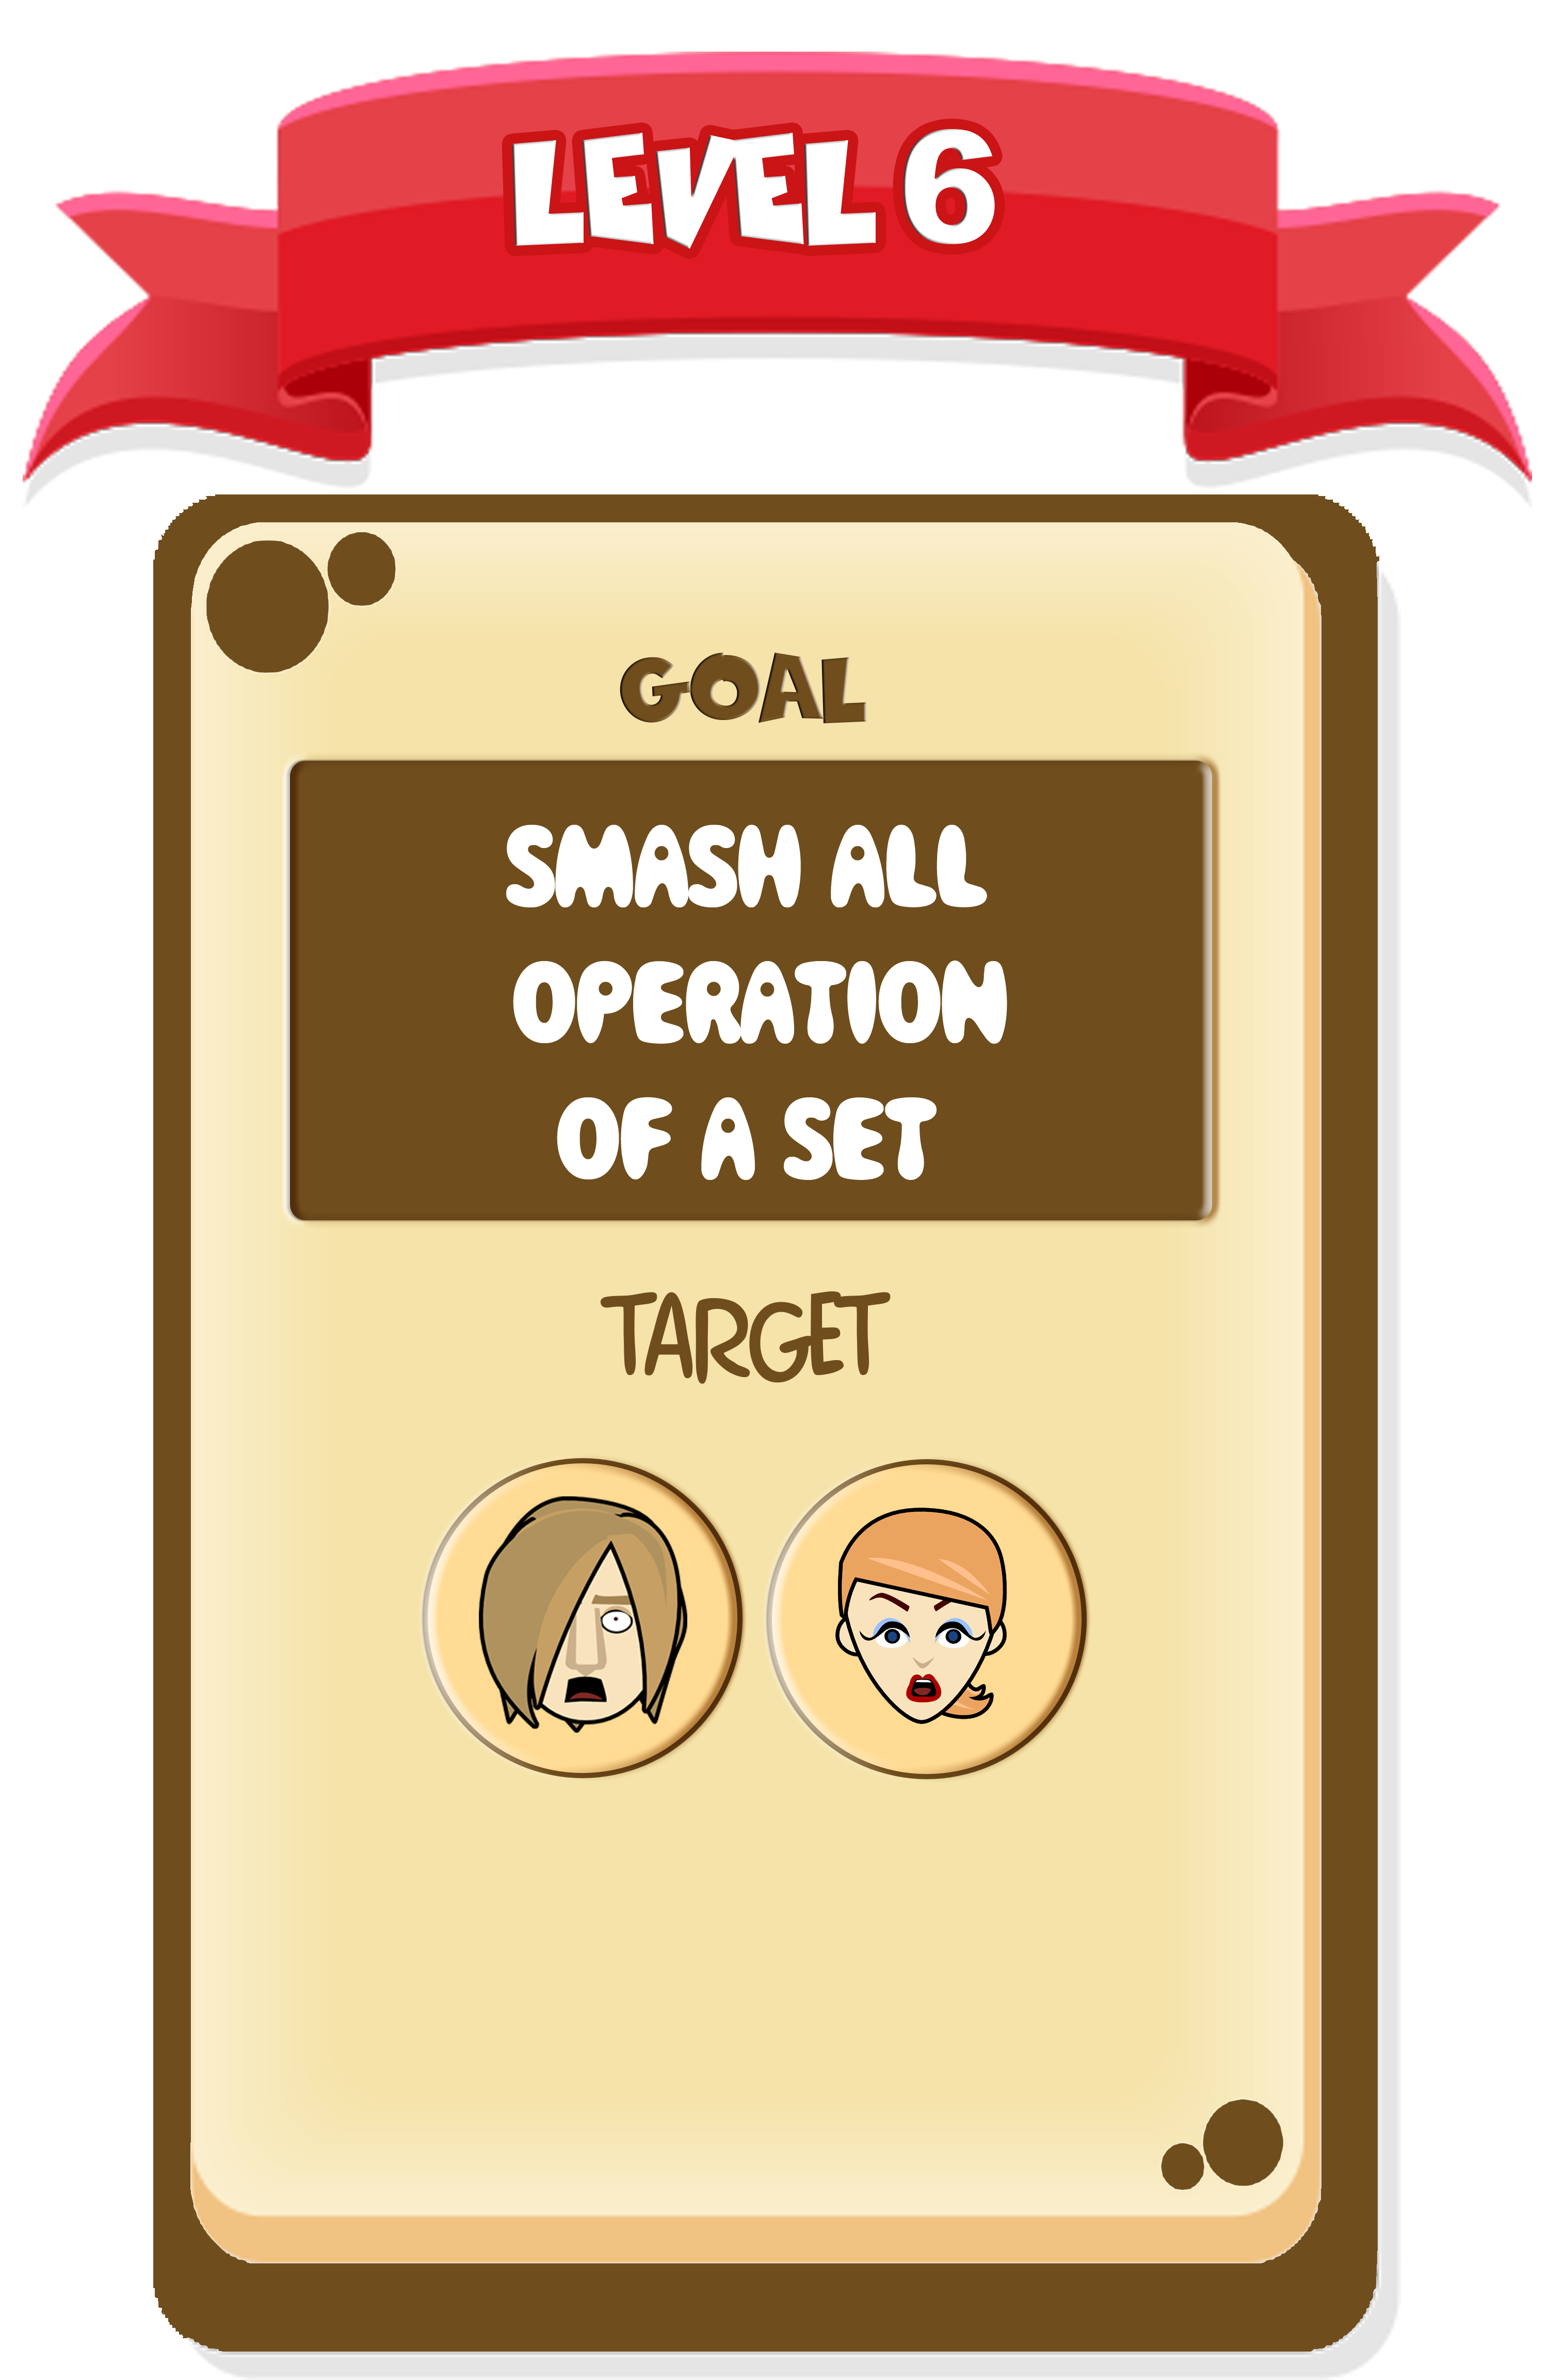 LEVEL 6
GOAL
SMASH ALL
OPERATION
OF A SET
TARGET